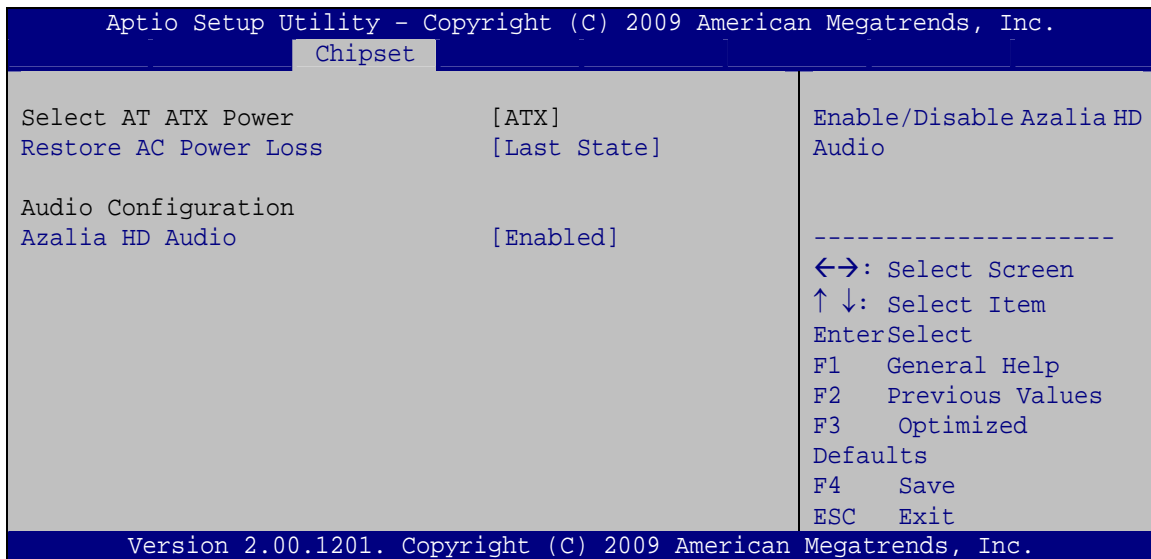 Aptio Setup Utility – Copyright (C) 2009 American Megatrends, Inc.
Chipset
Select AT ATX Power [ATX]
Restore AC Power Loss [Last State]
Audio Configuration
Azalia HD Audio [Enabled]
Enable/Disable Azalia HD
Audio
---------------------
←→: Select Screen
↑ ↓: Select Item
EnterSelect
F1 General Help
F2 Previous Values
F3 Optimized
Defaults
F4 Save
ESC Exit
Version 2.00.1201. Copyright (C) 2009 American Megatrends, Inc.